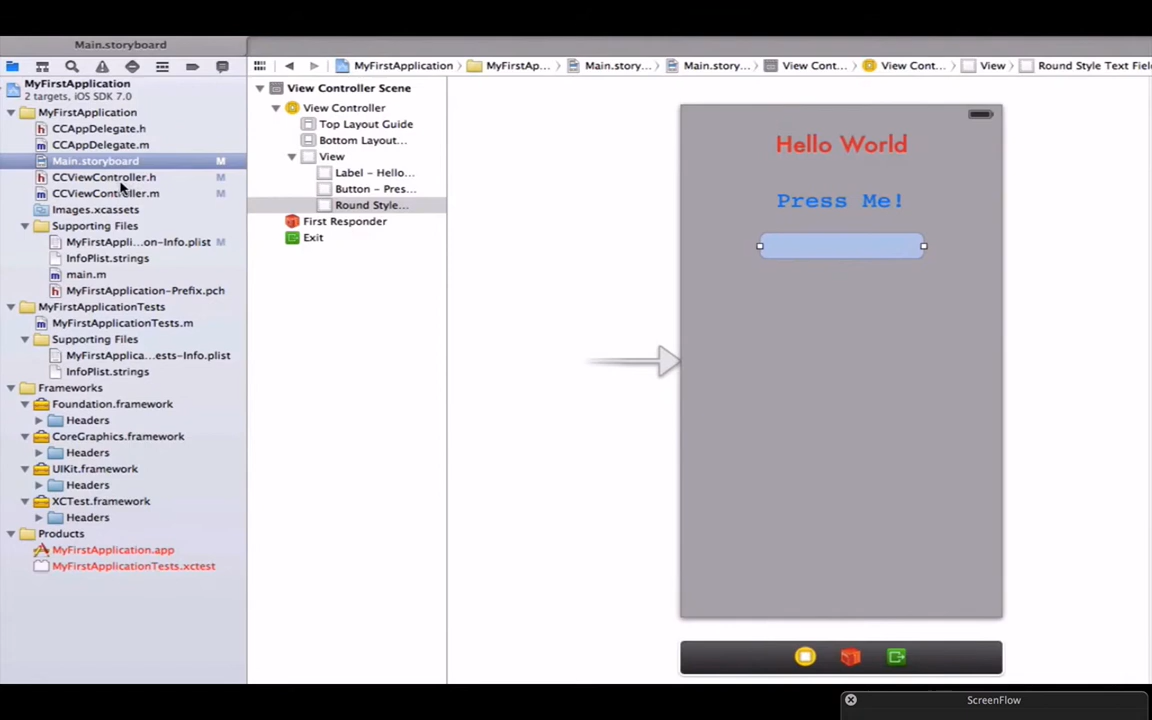 Main.storyboard
MyFirstApplication
MyFirstAp...
Main.story...
Main.story...
View Cont...
View Cont...
View
Round Style Text Field
MyFirstApplication
2 targets, iOS SDK 7.0
MyFirstApplication
CCAppDelegate.h
CCAppDelegate.m
Main.storyboard M
CCViewController.h M
CCViewController.m M
Images.xcassets
Supporting Files
MyFirstAppli...on-Info.plist M
InfoPlist.strings
main.m
MyFirstApplication-Prefix.pch
MyFirstApplicationTests
MyFirstApplicationTests.m
Supporting Files
MyFirstApplica...ests-Info.plist
InfoPlist.strings
Frameworks
Foundation.framework
Headers
CoreGraphics.framework
Headers
UIKit.framework
Headers
XCTest.framework
Headers
Products
MyFirstApplication.app
MyFirstApplicationTests.xctest
View Controller Scene
View Controller
Top Layout Guide
Bottom Layout...
View
Label - Hello...
Button - Pres...
Round Style...
First Responder
Exit
Hello World
Press Me!
ScreenFlow